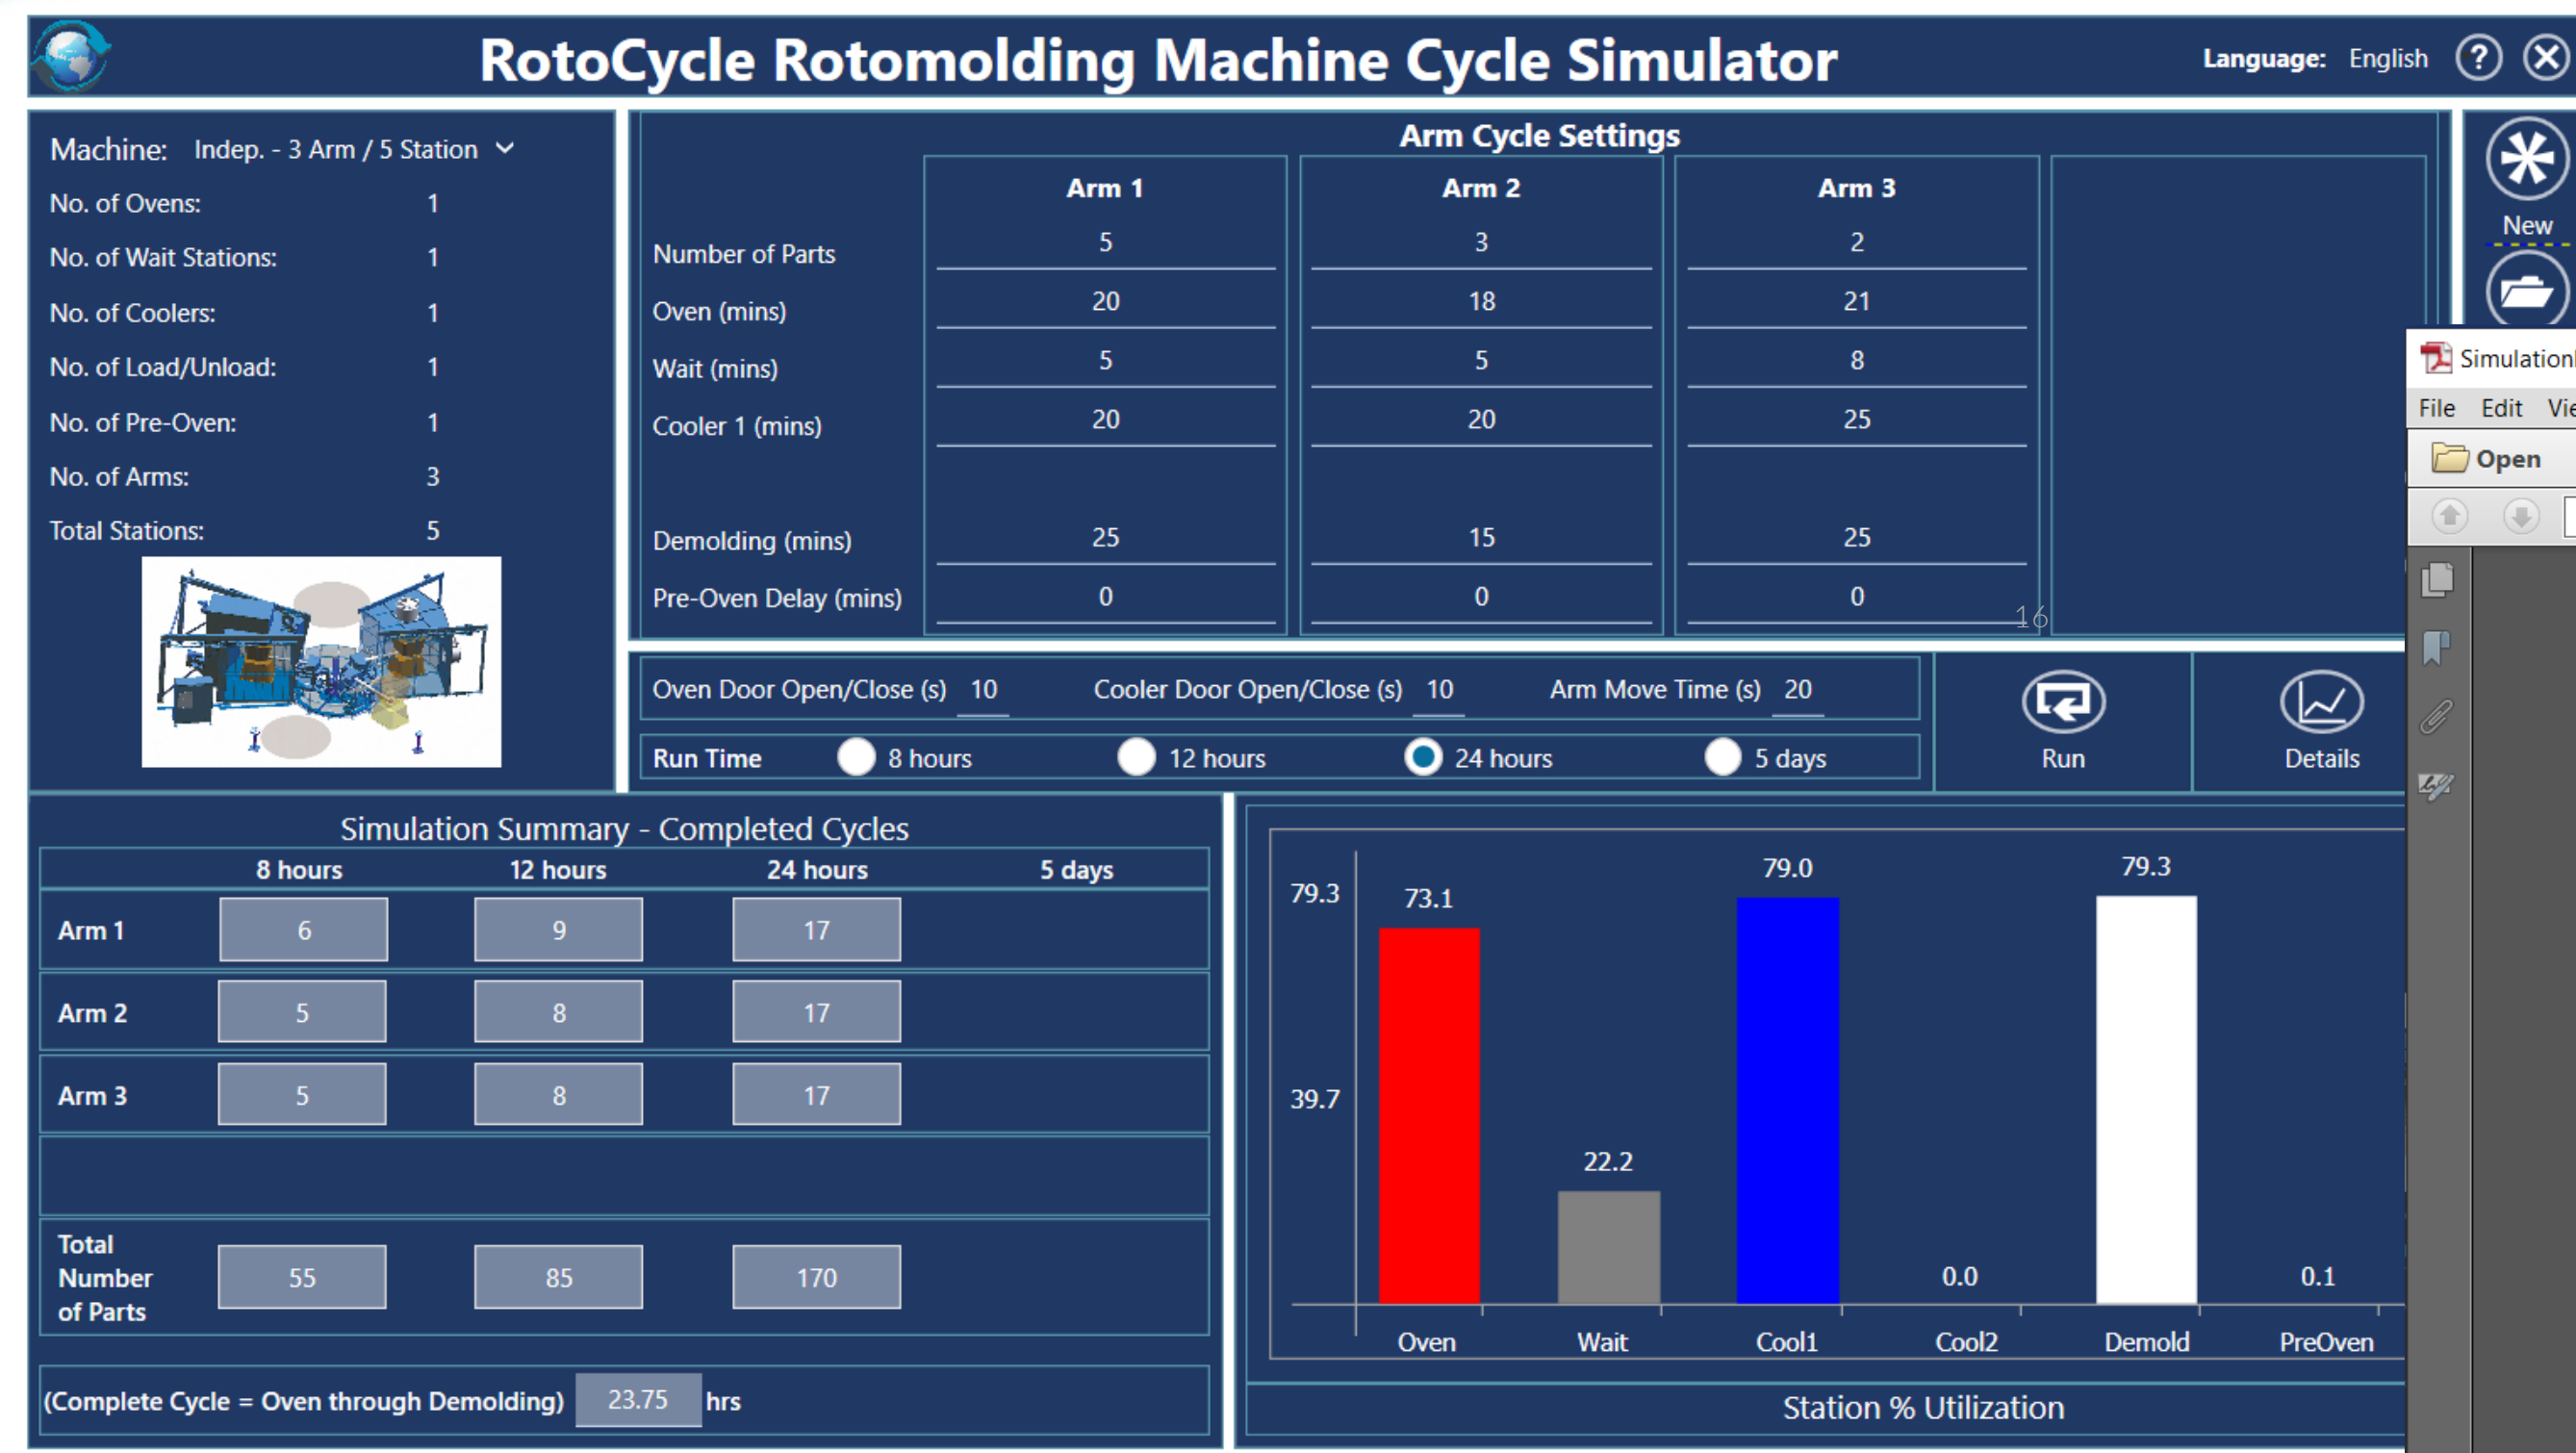 RotoCycle Rotomolding Machine Cycle Simulator
Language: English ?
Machine: Indep. - 3 Arm / 5 Station
No. of Ovens: 1
No. of Wait Stations: 1
No. of Coolers: 1
No. of Load/Unload: 1
No. of Pre-Oven: 1
No. of Arms: 3
Total Stations: 5
Arm Cycle Settings
Arm 1 Arm 2 Arm 3
Number of Parts 5 3 2
Oven (mins) 20 18 21
Wait (mins) 5 5 8
Cooler 1 (mins) 20 20 25
Demolding (mins) 25 15 25
Pre-Oven Delay (mins) 0 0 0
16
Oven Door Open/Close (s) 10 Cooler Door Open/Close (s) 10 Arm Move Time (s) 20
Run Time 8 hours 12 hours 24 hours 5 days
Run
Details
New
Simulation
File Edit
Open
Simulation Summary - Completed Cycles
8 hours 12 hours 24 hours 5 days
Arm 1 6 9 17
Arm 2 5 8 17
Arm 3 5 8 17
Total
Number
of Parts
55 85 170
(Complete Cycle = Oven through Demolding) 23.75 hrs
79.3
39.7
73.1 22.2 79.0 0.0 79.3 0.1
Oven Wait Cool1 Cool2 Demold PreOven
Station % Utilization